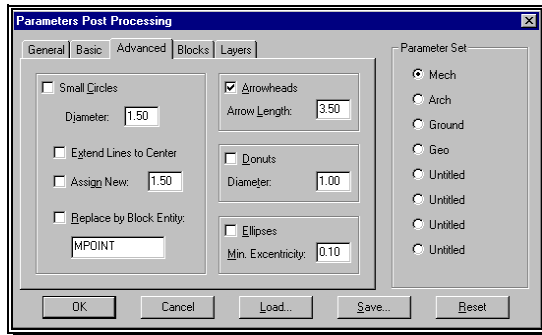 Parameters Post Processing
General Basic Advanced Blocks Layers
Small Circles
Diameter: 1.50
Extend Lines to Center
Assign New: 1.50
Replace by Block Entity:
MPOINT
Arrowheads
Arrow Length: 3.50
Donuts
Diameter: 1.00
Ellipses
Min. Excentricity: 0.10
Parameter Set
Mech
Arch
Ground
Geo
Untitled
Untitled
Untitled
Untitled
OK Cancel Load... Save... Reset